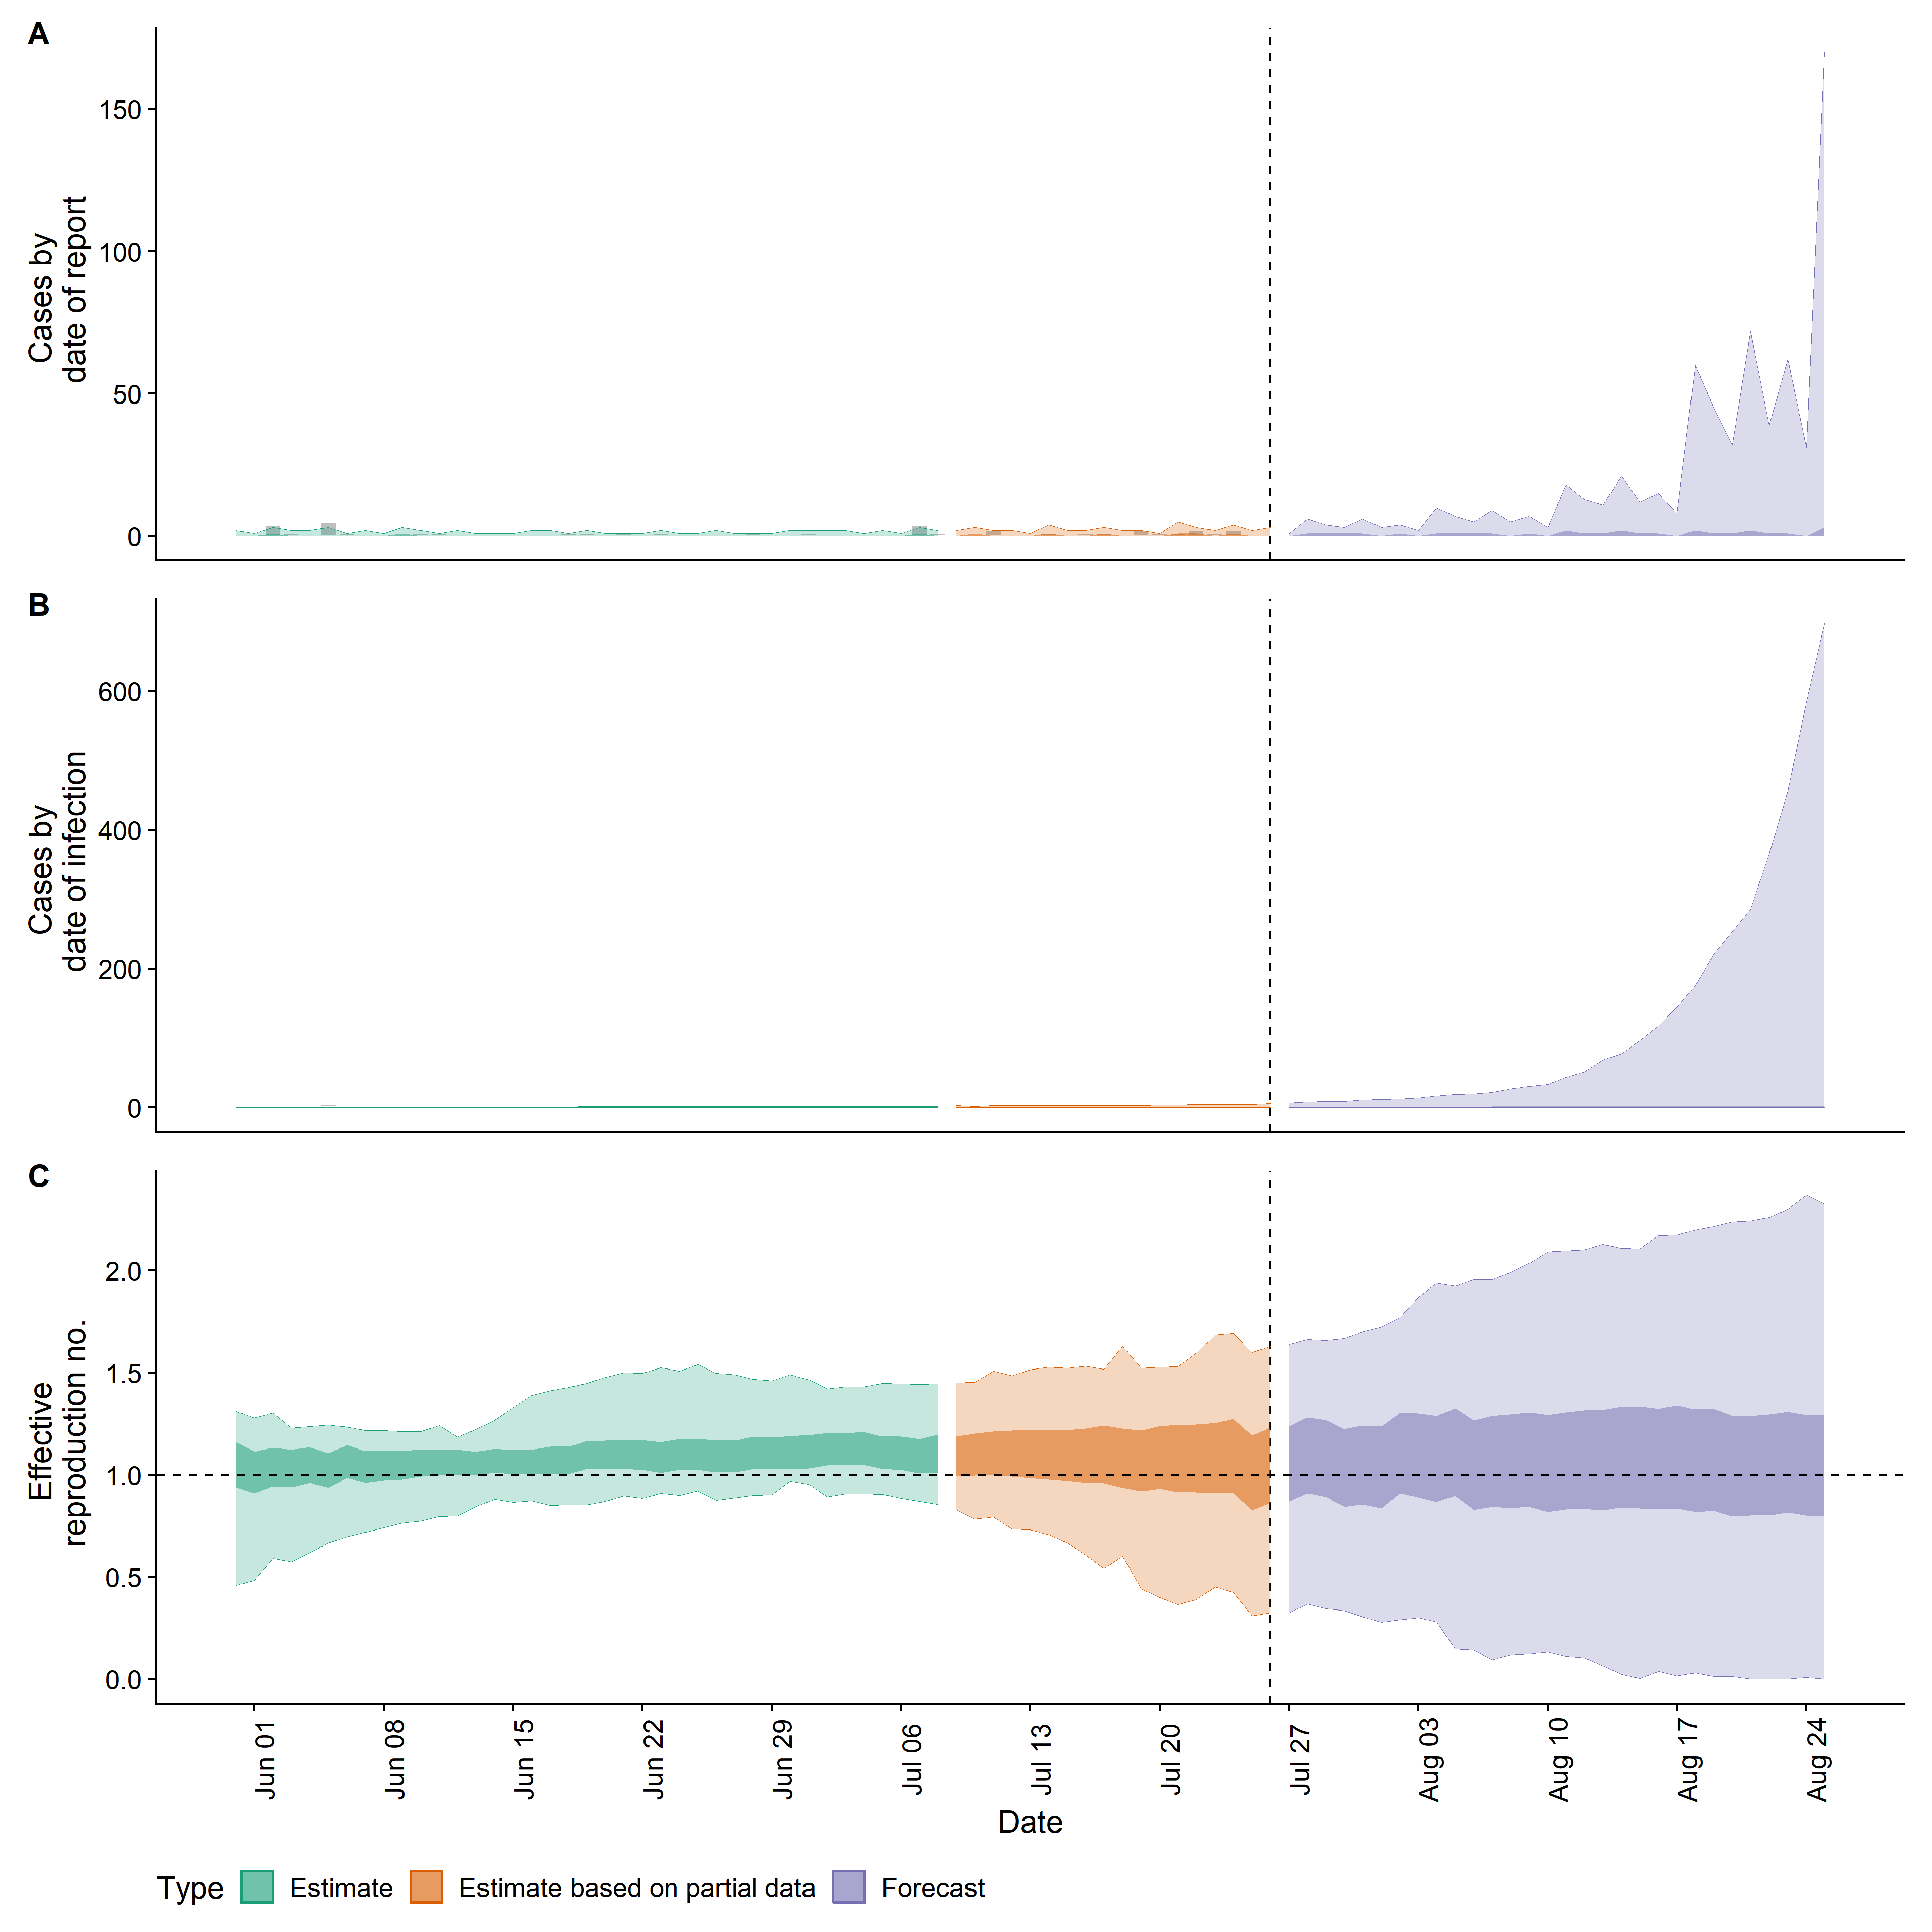 A
Cases by
date of report
150
100
50
0
B
Cases by
date of infection
600
400
200
0
C
Effective
reproduction no.
2.0
1.5
1.0
0.5
0.0
Jun 01
Jun 08
Jun 15
Jun 22
Jun 29
Jul 06
Jul 13
Jul 20
Jul 27
Aug 03
Aug 10
Aug 17
Aug 24
Date
Type Estimate Estimate based on partial data Forecast